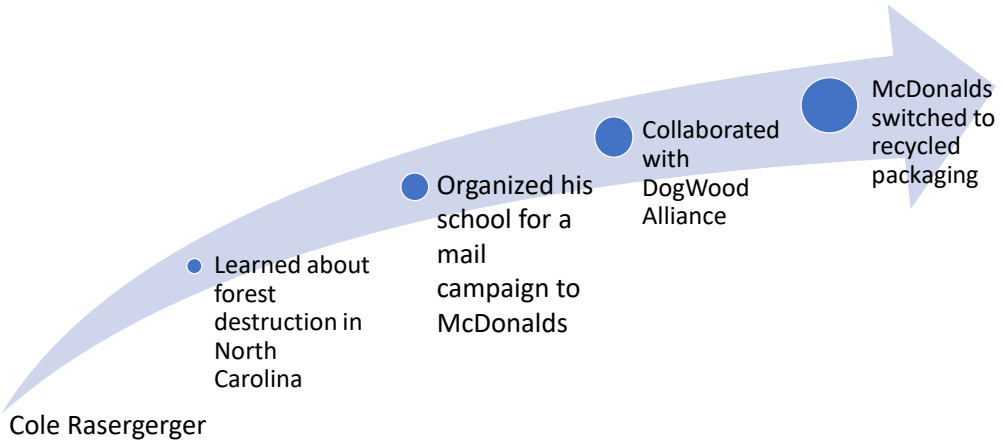 Learned about
forest
destruction in
North
Carolina
Organized his
school for a
mail
campaign to
McDonalds
Collaborated
with
DogWood
Alliance
McDonalds
switched to
recycled
packaging
Cole Rasergerger